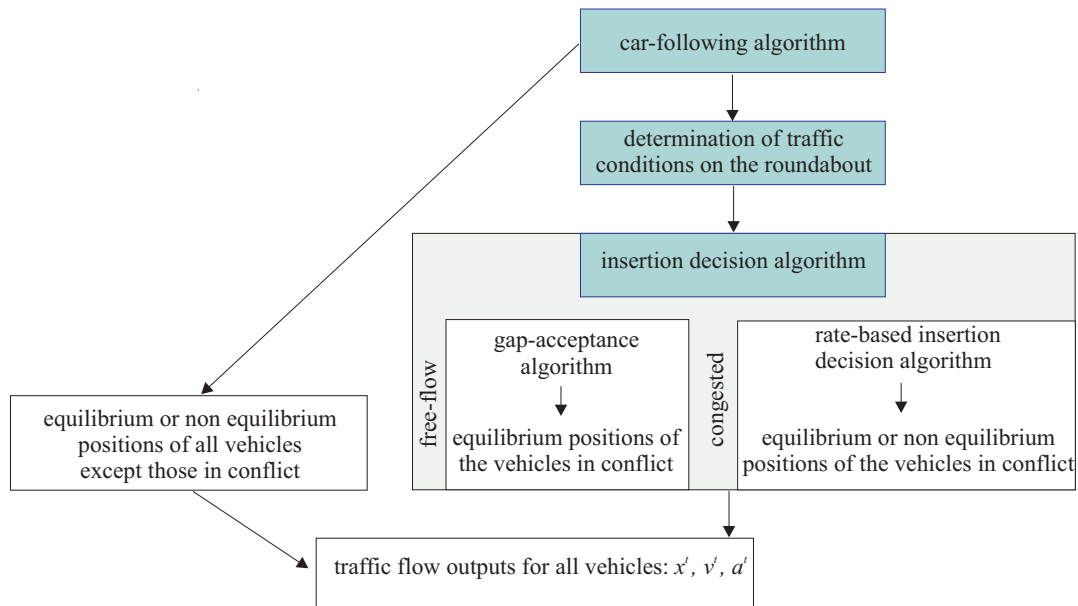 car-following algorithm
determination of traffic
conditions on the roundabout
insertion decision algorithm
free-flow
gap-acceptance
algorithm
equilibrium positions of
the vehicles in conflict
congested
rate-based insertion
decision algorithm
equilibrium or non equilibrium
positions of the vehicles in conflict
equilibrium or non equilibrium
positions of all vehicles
except those in conflict
traffic flow outputs for all vehicles: xᵗ, vᵗ, aᵗ